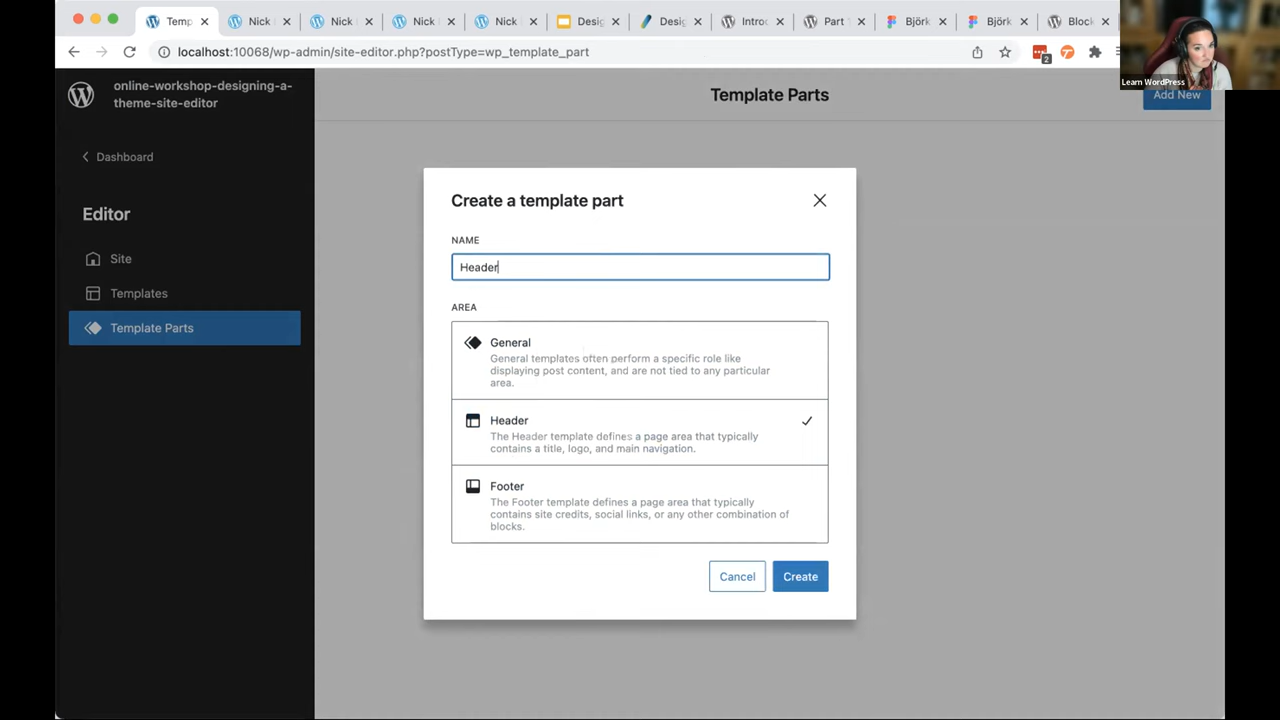 Temp
Nick
Nick
Nick
Nick
Desig
Desig
Introd
Part
Björk
Björk
Block
localhost:10068/wp-admin/site-editor.php?postType=wp_template_part
2
Learn WordPress
online-workshop-designing-a-
theme-site-editor
Template Parts
Add New
Dashboard
Editor
Site
Templates
Template Parts
Create a template part
NAME
Header
AREA
General
General templates often perform a specific role like
displaying post content, and are not tied to any particular
area.
Header
The Header template defines a page area that typically
contains a title, logo, and main navigation.
Footer
The Footer template defines a page area that typically
contains site credits, social links, or any other combination of
blocks.
Cancel
Create